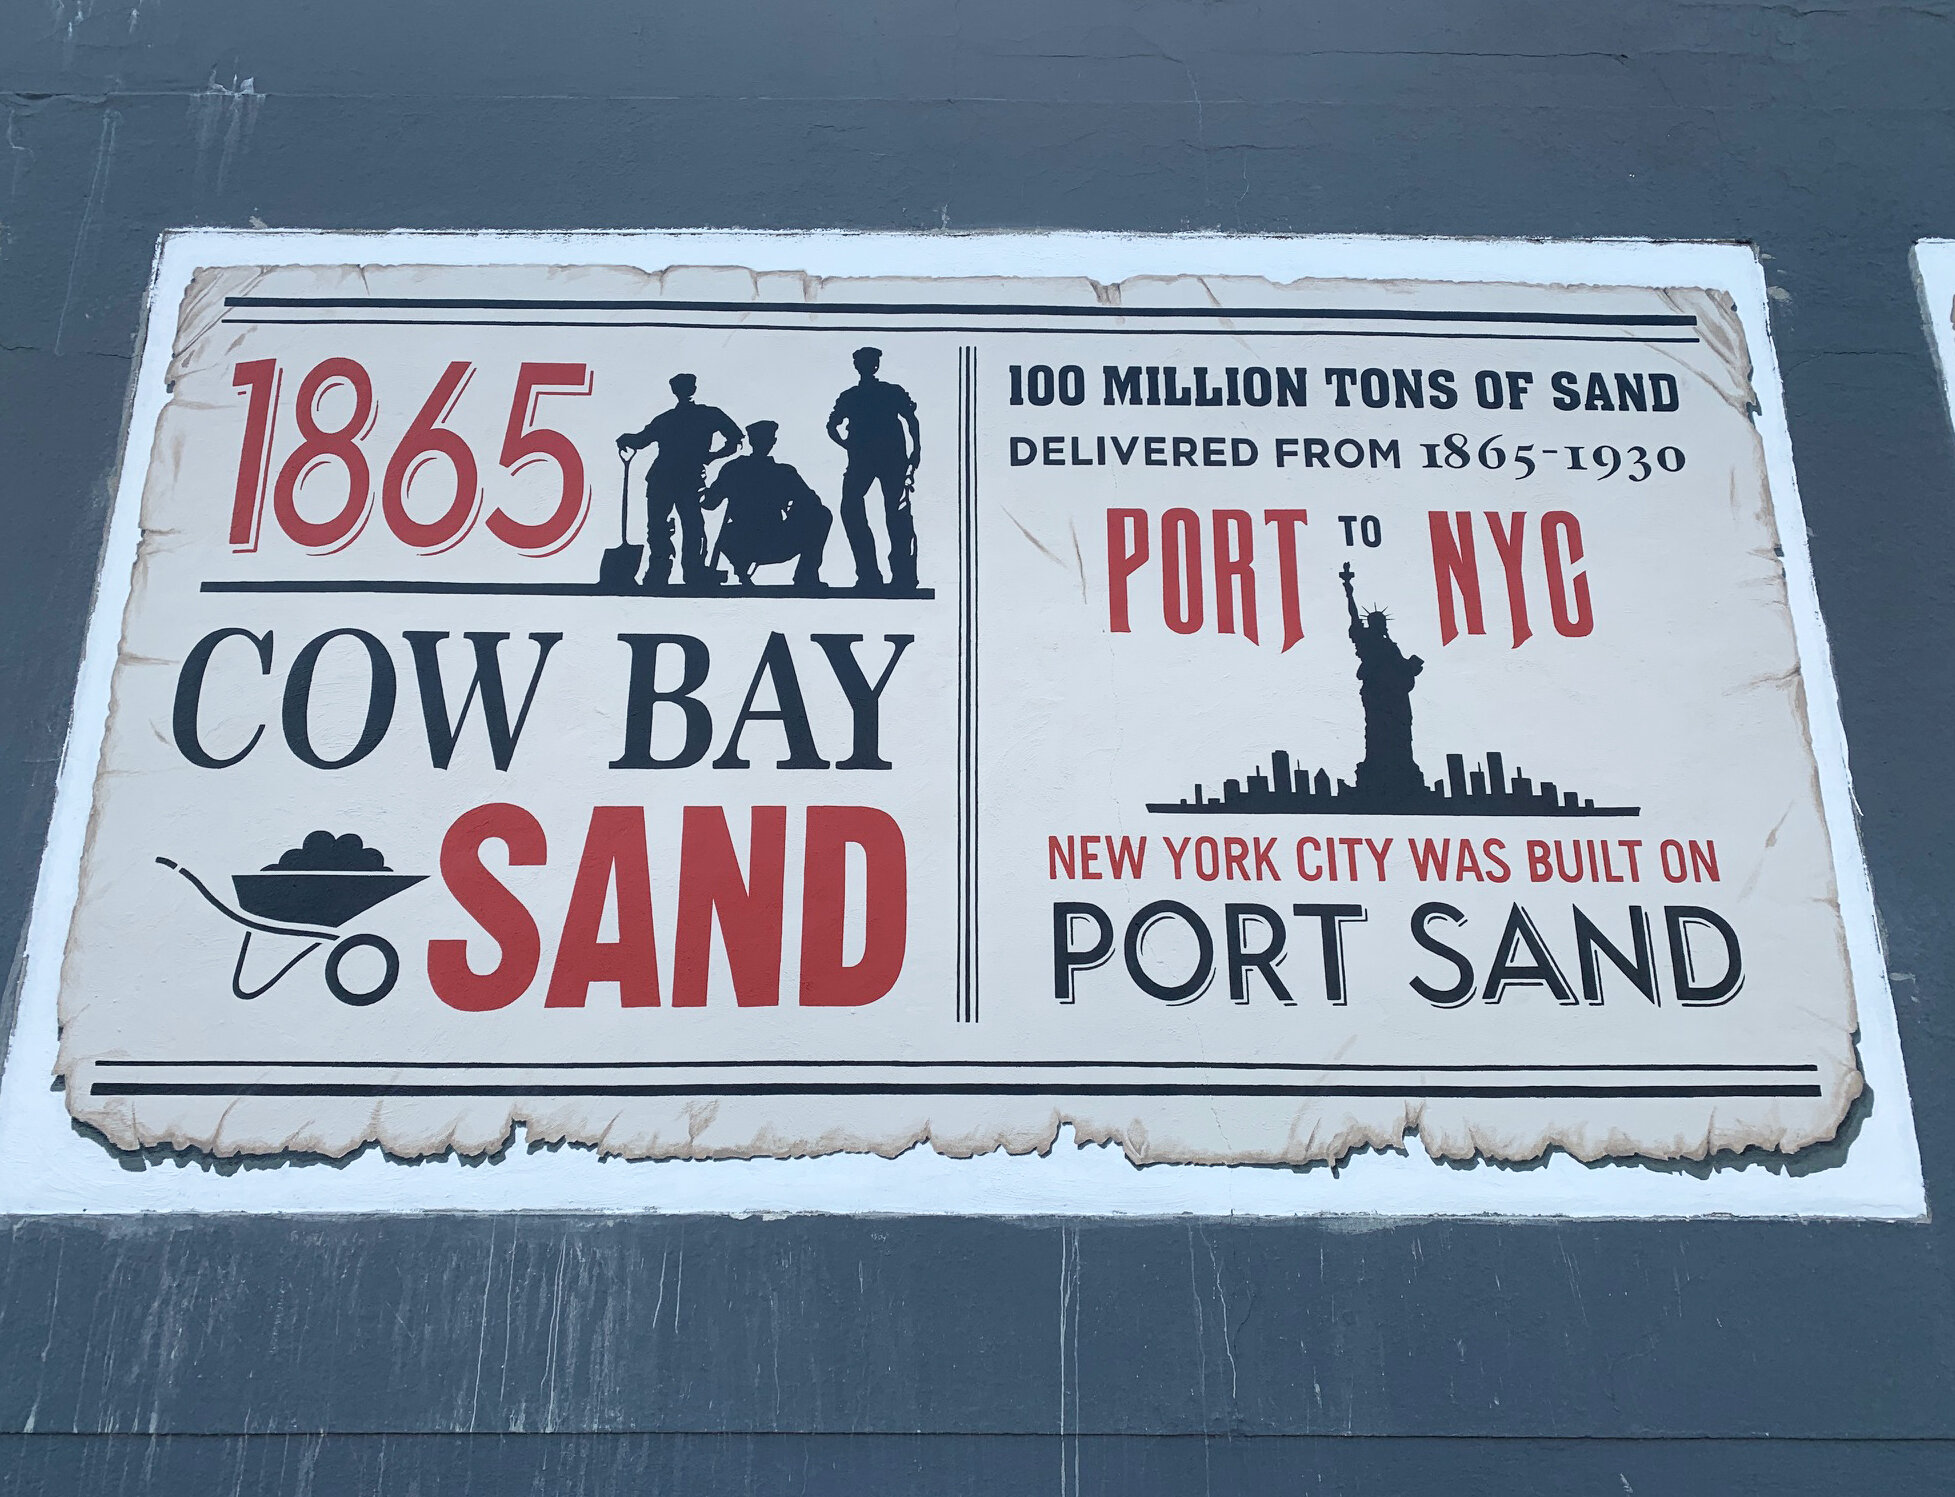 1865
COW BAY
SAND
100 MILLION TONS OF SAND
DELIVERED FROM 1865-1930
PORT TO NYC
NEW YORK CITY WAS BUILT ON
PORT SAND